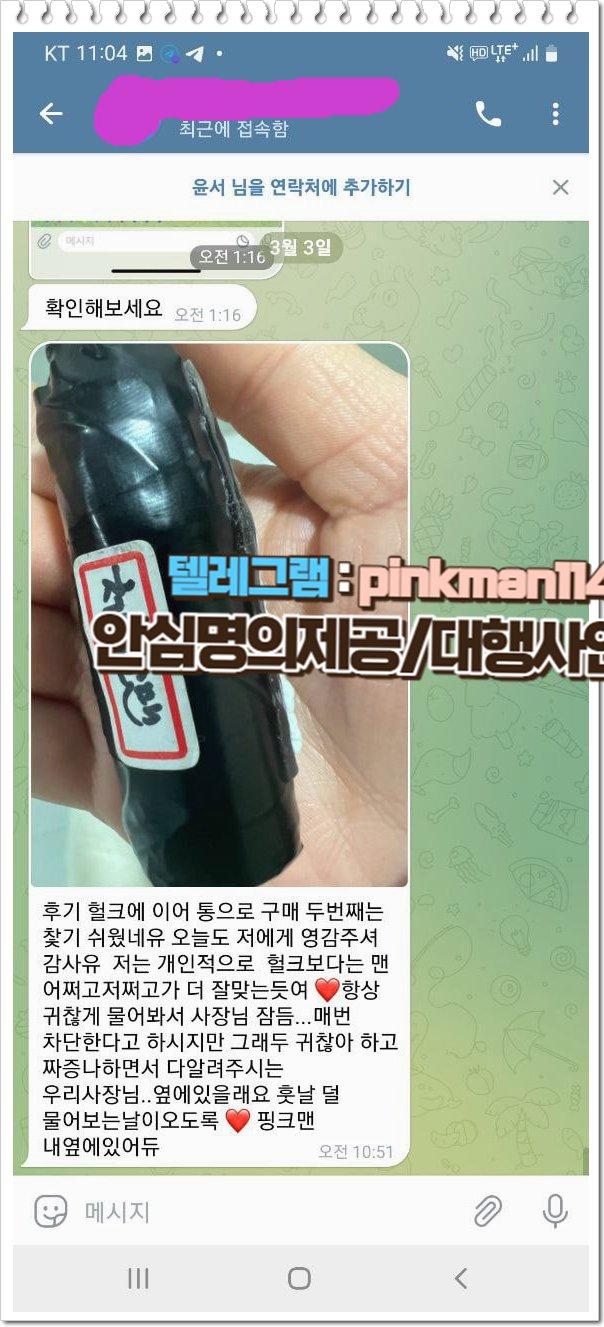 KT 11:04
HD LTE+
최근에 접속함
윤서 님을 연락처에 추가하기
메시지
오전 1:16
3월 3일
확인해보세요 오전 1:16
텔레그램 : pinkman114
안심명의제공/대행사인
후기 헐크에 이어 통으로 구매 두번째는
찿기 쉬웠네유 오늘도 저에게 영감주셔
감사유 저는 개인적으로 헐크보다는 맨
어쩌고저쩌고가 더 잘맞는듯여 ❤️항상
귀찮게 물어봐서 사장님 잠듬...매번
차단한다고 하시지만 그래두 귀찮아 하고
짜증나하면서 다알려주시는
우리사장님..옆에있을래요 훗날 덜
물어보는날이오도록 ❤️ 핑크맨
내옆에있어듀
오전 10:51
메시지